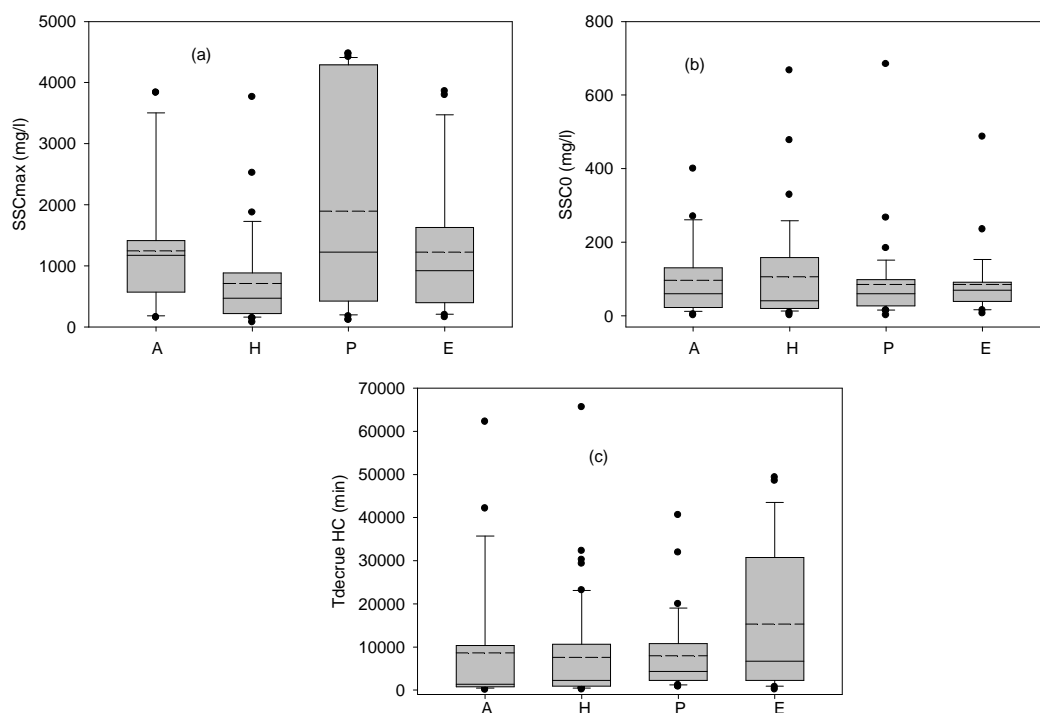 (a)
SSCmax (mg/l)
5000
4000
3000
2000
1000
0
A H P E
(b)
SSC0 (mg/l)
800
600
400
200
0
A H P E
(c)
Tdecrue HC (min)
70000
60000
50000
40000
30000
20000
10000
0
A H P E